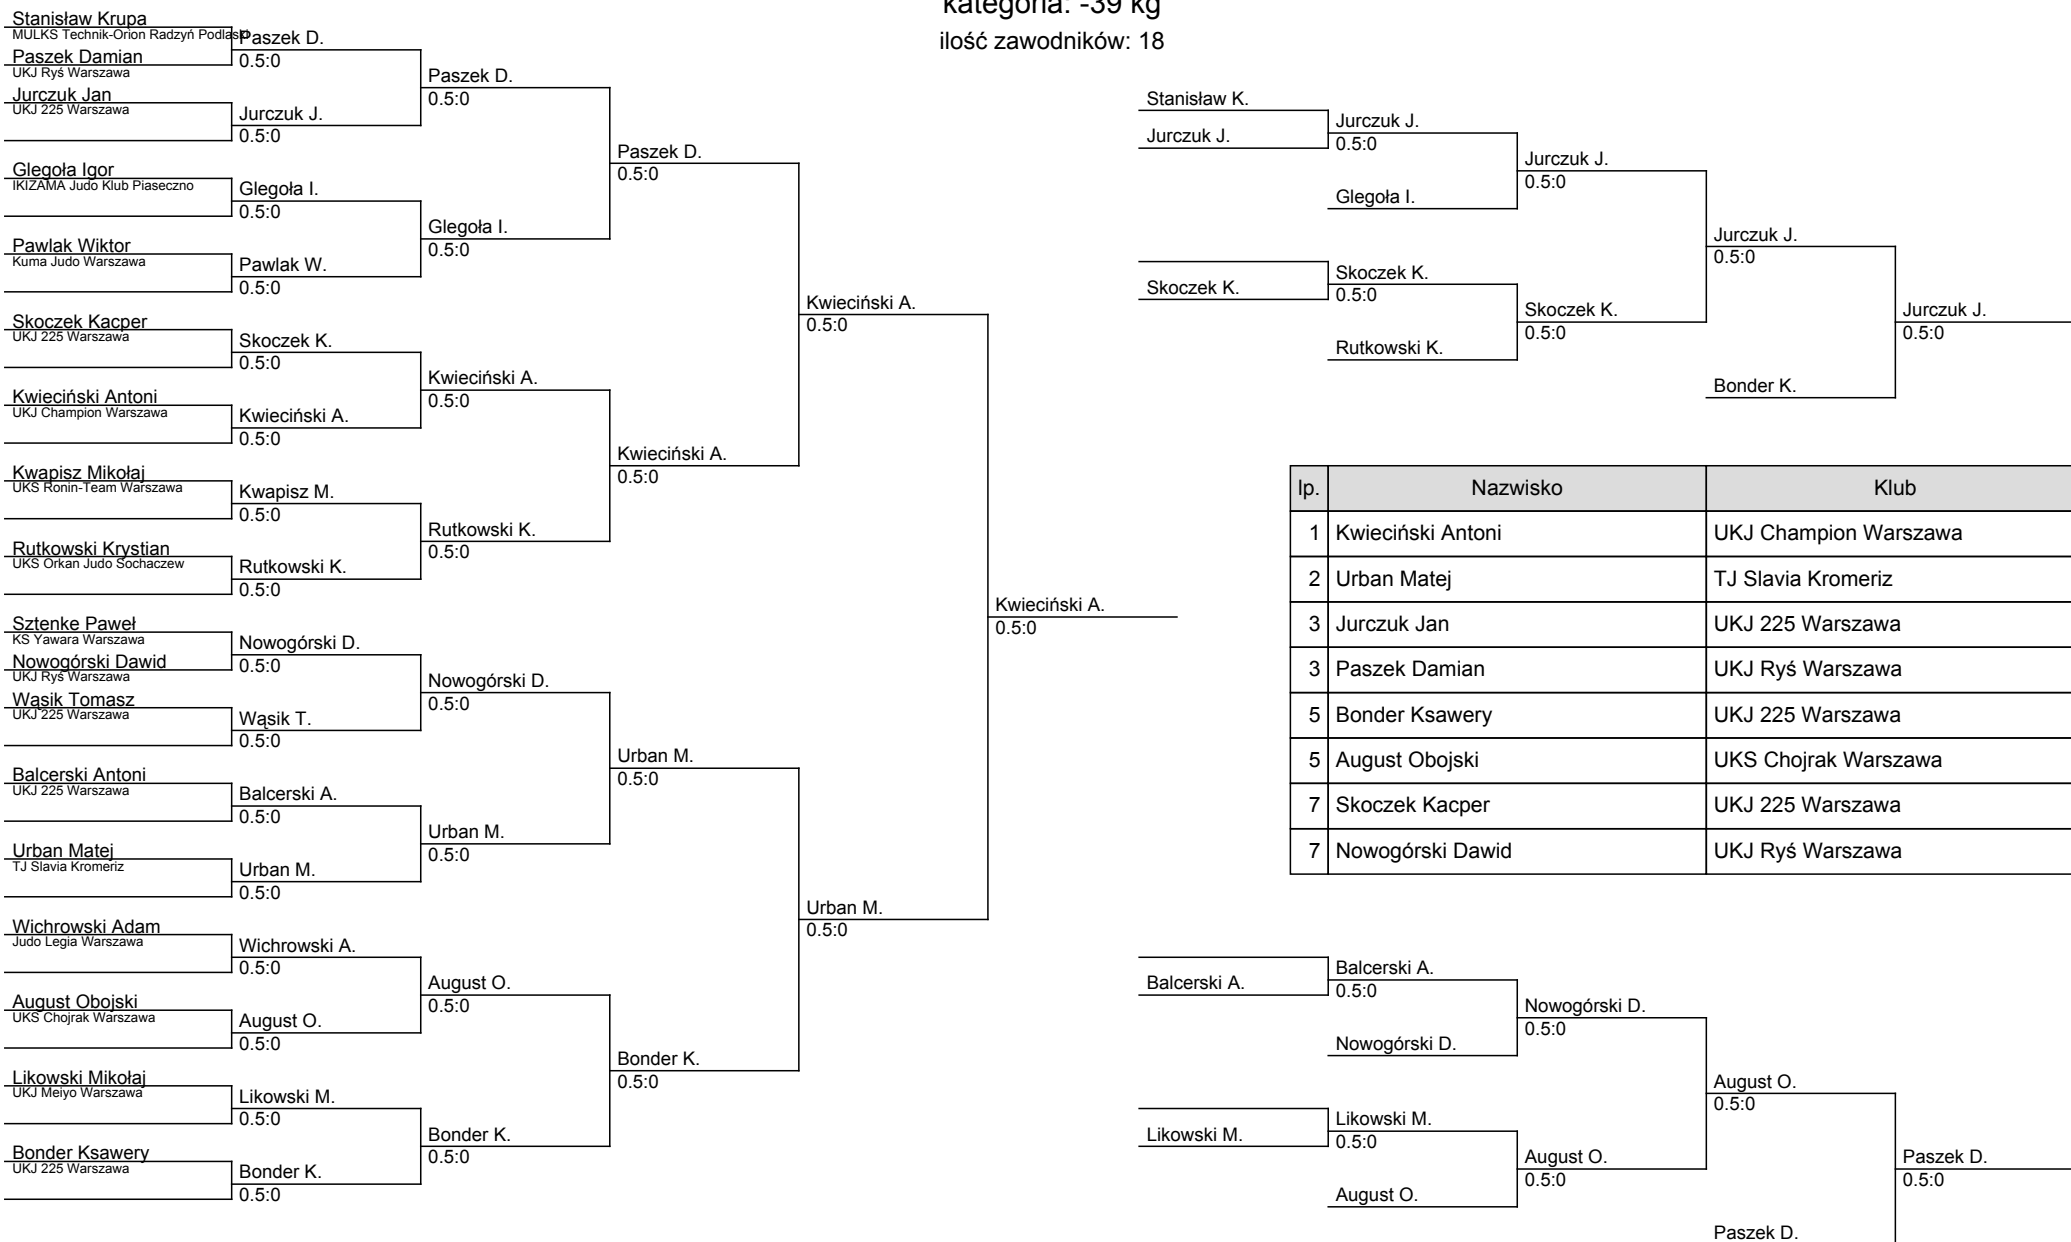 kategoria: -39 kg
ilość zawodników: 18
Stanisław Krupa
MULKS Technik-Orion Radzyń Podlaski
Paszek Damian
UKJ Ryś Warszawa
Jurczuk Jan
UKJ 225 Warszawa
Glegoła Igor
IKIZAMA Judo Klub Piaseczno
Pawlak Wiktor
Kuma Judo Warszawa
Skoczek Kacper
UKJ 225 Warszawa
Kwieciński Antoni
UKJ Champion Warszawa
Kwapisz Mikołaj
UKS Ronin-Team Warszawa
Rutkowski Krystian
UKS Orkan Judo Sochaczew
Sztenke Paweł
KS Yawara Warszawa
Nowogórski Dawid
UKJ Ryś Warszawa
Wąsik Tomasz
UKJ 225 Warszawa
Balcerski Antoni
UKJ 225 Warszawa
Urban Matej
TJ Slavia Kromeriz
Wichrowski Adam
Judo Legia Warszawa
August Obojski
UKS Chojrak Warszawa
Likowski Mikołaj
UKJ Meiyo Warszawa
Bonder Ksawery
UKJ 225 Warszawa
Paszek D.
0.5:0
Jurczuk J.
0.5:0
Glegoła I.
0.5:0
Pawlak W.
0.5:0
Skoczek K.
0.5:0
Kwieciński A.
0.5:0
Kwapisz M.
0.5:0
Rutkowski K.
0.5:0
Nowogórski D.
0.5:0
Wąsik T.
0.5:0
Balcerski A.
0.5:0
Urban M.
0.5:0
Wichrowski A.
0.5:0
August O.
0.5:0
Likowski M.
0.5:0
Bonder K.
0.5:0
Paszek D.
0.5:0
Glegoła I.
0.5:0
Kwieciński A.
0.5:0
Rutkowski K.
0.5:0
Nowogórski D.
0.5:0
Urban M.
0.5:0
August O.
0.5:0
Bonder K.
0.5:0
Paszek D.
0.5:0
Kwieciński A.
0.5:0
Urban M.
0.5:0
Bonder K.
0.5:0
Kwieciński A.
0.5:0
Urban M.
0.5:0
Kwieciński A.
0.5:0
Stanisław K.
Jurczuk J.
Skoczek K.
Jurczuk J.
0.5:0
Glegoła I.
Skoczek K.
0.5:0
Rutkowski K.
Jurczuk J.
0.5:0
Skoczek K.
0.5:0
Jurczuk J.
0.5:0
Bonder K.
Jurczuk J.
0.5:0
lp. Nazwisko Klub
1 Kwieciński Antoni UKJ Champion Warszawa
2 Urban Matej TJ Slavia Kromeriz
3 Jurczuk Jan UKJ 225 Warszawa
3 Paszek Damian UKJ Ryś Warszawa
5 Bonder Ksawery UKJ 225 Warszawa
5 August Obojski UKS Chojrak Warszawa
7 Skoczek Kacper UKJ 225 Warszawa
7 Nowogórski Dawid UKJ Ryś Warszawa
Balcerski A.
Likowski M.
Balcerski A.
0.5:0
Nowogórski D.
Likowski M.
0.5:0
August O.
Nowogórski D.
0.5:0
August O.
0.5:0
August O.
0.5:0
Paszek D.
Paszek D.
0.5:0